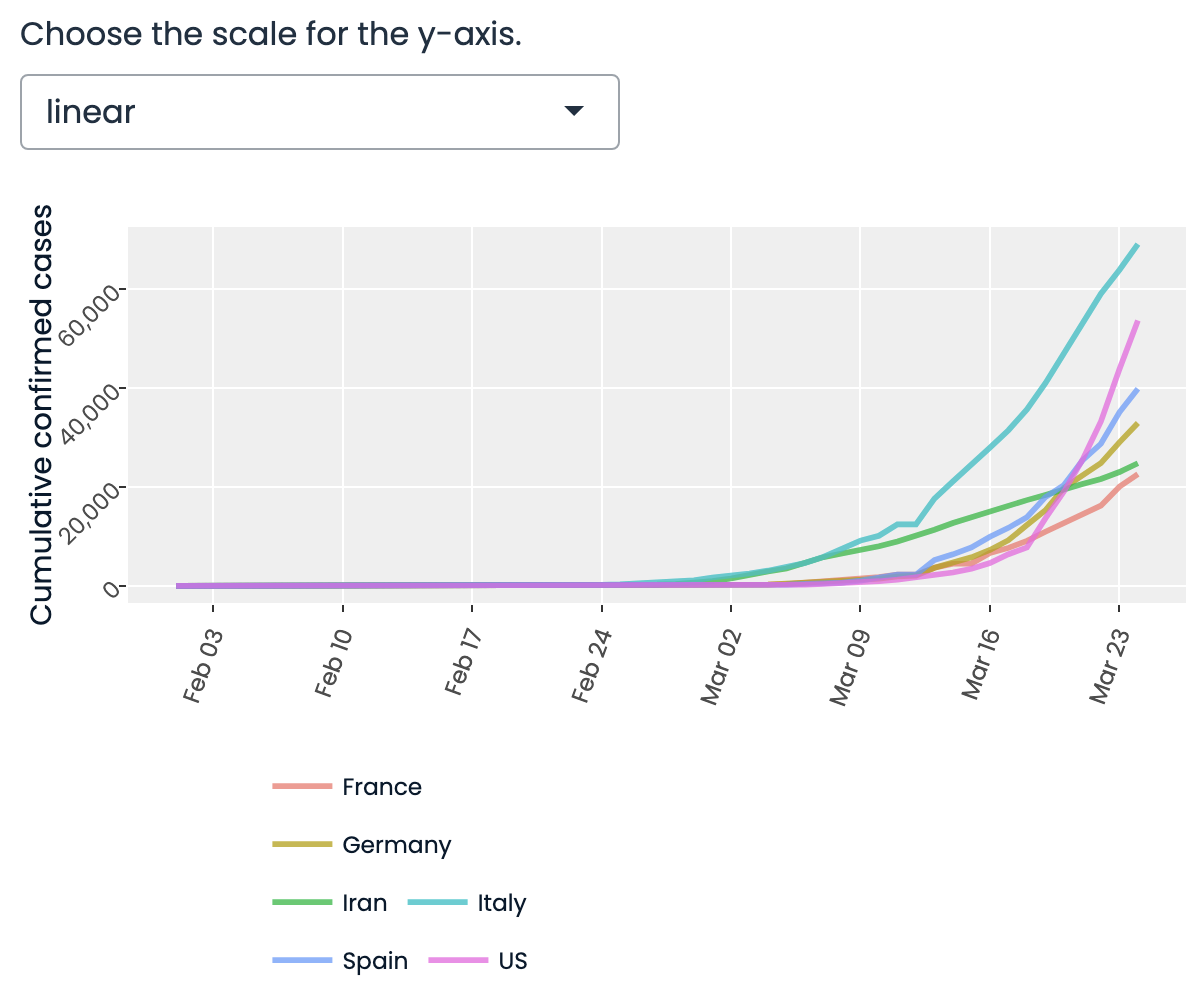 Choose the scale for the y-axis.
linear
Cumulative confirmed cases
60,000
40,000
20,000
0
Feb 03
Feb 10
Feb 17
Feb 24
Mar 02
Mar 09
Mar 16
Mar 23
France
Germany
Iran Italy
Spain US